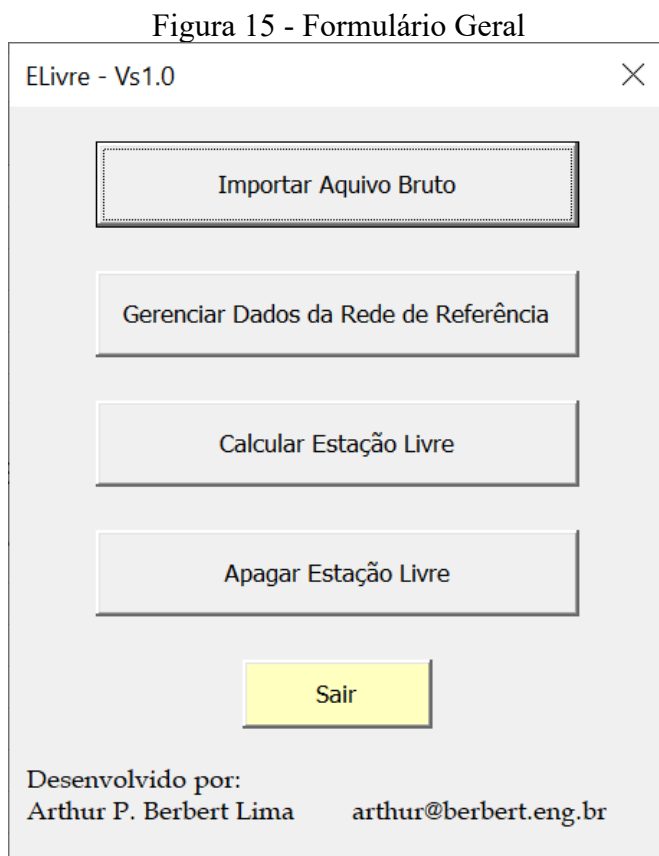 Figura 15 - Formulário Geral
ELivre - Vs1.0
Importar Aquivo Bruto
Gerenciar Dados da Rede de Referência
Calcular Estação Livre
Apagar Estação Livre
Sair
Desenvolvido por:
Arthur P. Berbert Lima arthur@berbert.eng.br